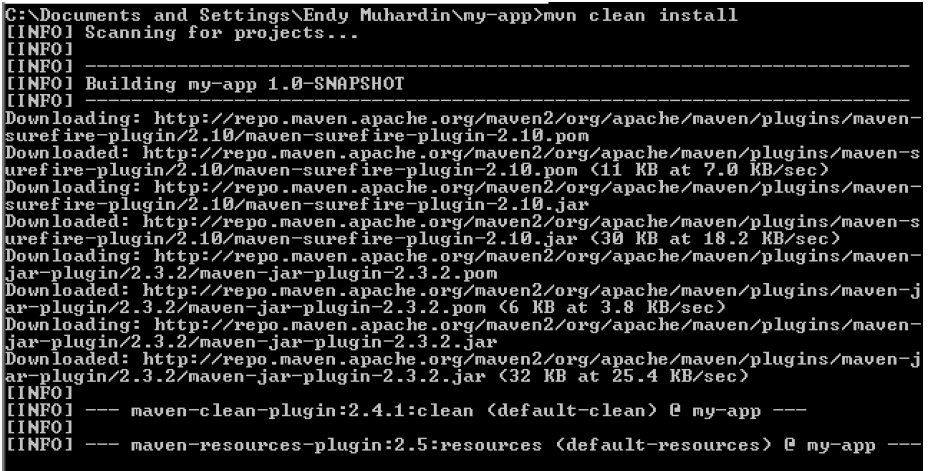 C:\Documents and Settings\Endy Muhardin\my-app>mvn clean install
[INFO] Scanning for projects...
[INFO]
[INFO] ------------------------------------------------------------------------
[INFO] Building my-app 1.0-SNAPSHOT
[INFO] ------------------------------------------------------------------------
Downloading: http://repo.maven.apache.org/maven2/org/apache/maven/plugins/maven-
surefire-plugin/2.10/maven-surefire-plugin-2.10.pom
Downloaded: http://repo.maven.apache.org/maven2/org/apache/maven/plugins/maven-s
urefire-plugin/2.10/maven-surefire-plugin-2.10.pom (11 KB at 7.0 KB/sec)
Downloading: http://repo.maven.apache.org/maven2/org/apache/maven/plugins/maven-
surefire-plugin/2.10/maven-surefire-plugin-2.10.jar
Downloaded: http://repo.maven.apache.org/maven2/org/apache/maven/plugins/maven-s
urefire-plugin/2.10/maven-surefire-plugin-2.10.jar (30 KB at 18.2 KB/sec)
Downloading: http://repo.maven.apache.org/maven2/org/apache/maven/plugins/maven-
jar-plugin/2.3.2/maven-jar-plugin-2.3.2.pom
Downloaded: http://repo.maven.apache.org/maven2/org/apache/maven/plugins/maven-j
ar-plugin/2.3.2/maven-jar-plugin-2.3.2.pom (6 KB at 3.8 KB/sec)
Downloading: http://repo.maven.apache.org/maven2/org/apache/maven/plugins/maven-
jar-plugin/2.3.2/maven-jar-plugin-2.3.2.jar
Downloaded: http://repo.maven.apache.org/maven2/org/apache/maven/plugins/maven-j
ar-plugin/2.3.2/maven-jar-plugin-2.3.2.jar (32 KB at 25.4 KB/sec)
[INFO]
[INFO] --- maven-clean-plugin:2.4.1:clean (default-clean) @ my-app ---
[INFO]
[INFO] --- maven-resources-plugin:2.5:resources (default-resources) @ my-app ---